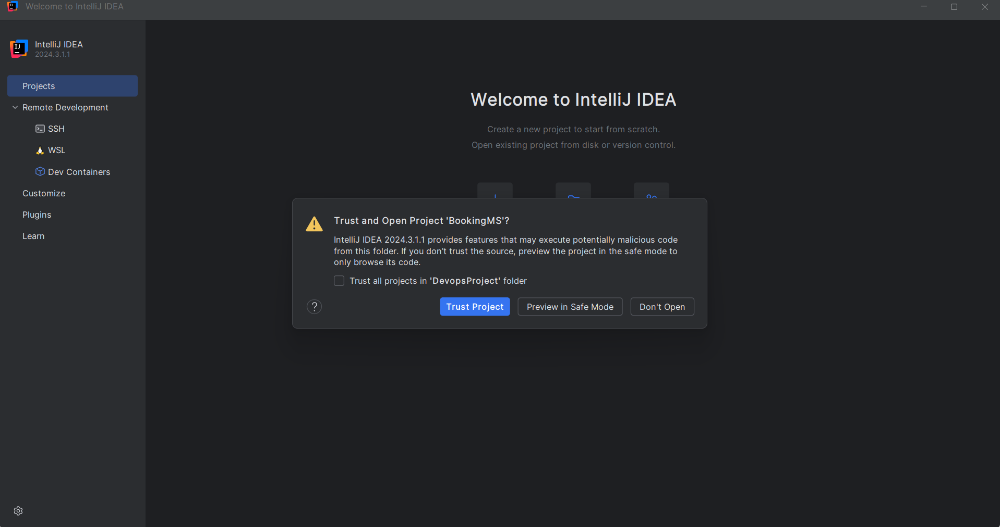 Welcome to IntelliJ IDEA
IntelliJ IDEA
2024.3.1.1
Projects
Remote Development
SSH
WSL
Dev Containers
Customize
Plugins
Learn
Welcome to IntelliJ IDEA
Create a new project to start from scratch.
Open existing project from disk or version control.
Trust and Open Project 'BookingMS'?
IntelliJ IDEA 2024.3.1.1 provides features that may execute potentially malicious code
from this folder. If you don’t trust the source, preview the project in the safe mode to
only browse its code.
Trust all projects in 'DevopsProject' folder
?
Trust Project
Preview in Safe Mode
Don't Open